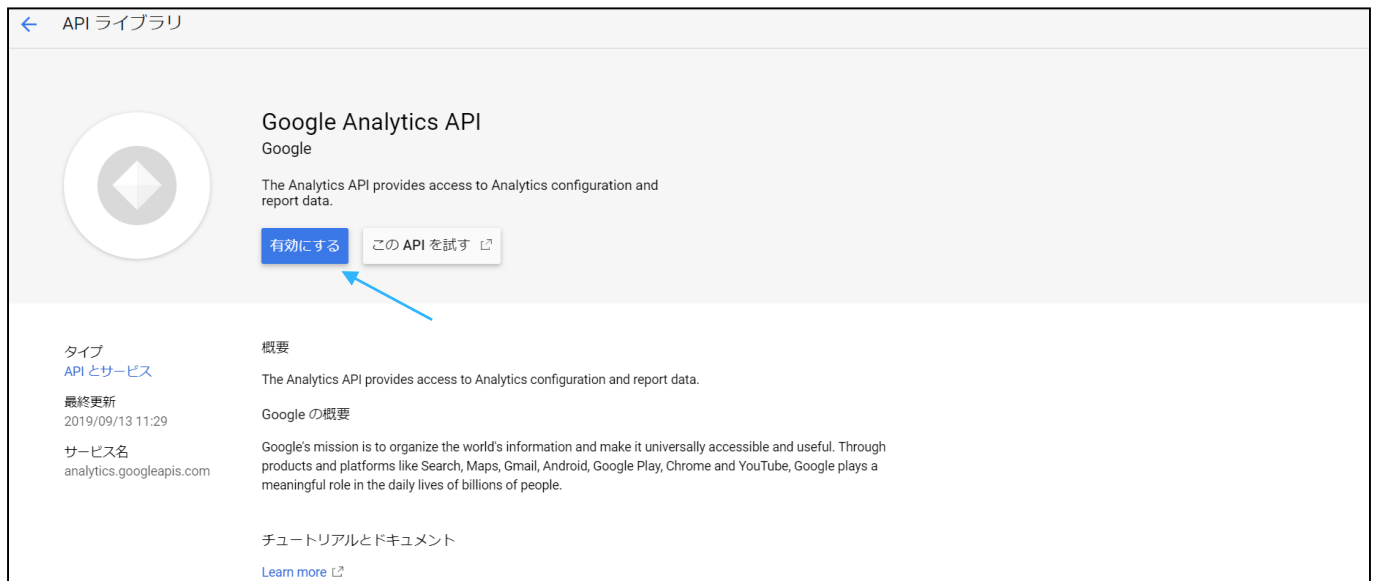 API ライブラリ
Google Analytics API
Google
The Analytics API provides access to Analytics configuration and
report data.
有効にする
この API を試す
タイプ
API とサービス
最終更新
2019/09/13 11:29
サービス名
analytics.googleapis.com
概要
The Analytics API provides access to Analytics configuration and report data.
Google の概要
Google's mission is to organize the world's information and make it universally accessible and useful. Through
products and platforms like Search, Maps, Gmail, Android, Google Play, Chrome and YouTube, Google plays a
meaningful role in the daily lives of billions of people.
チュートリアルとドキュメント
Learn more